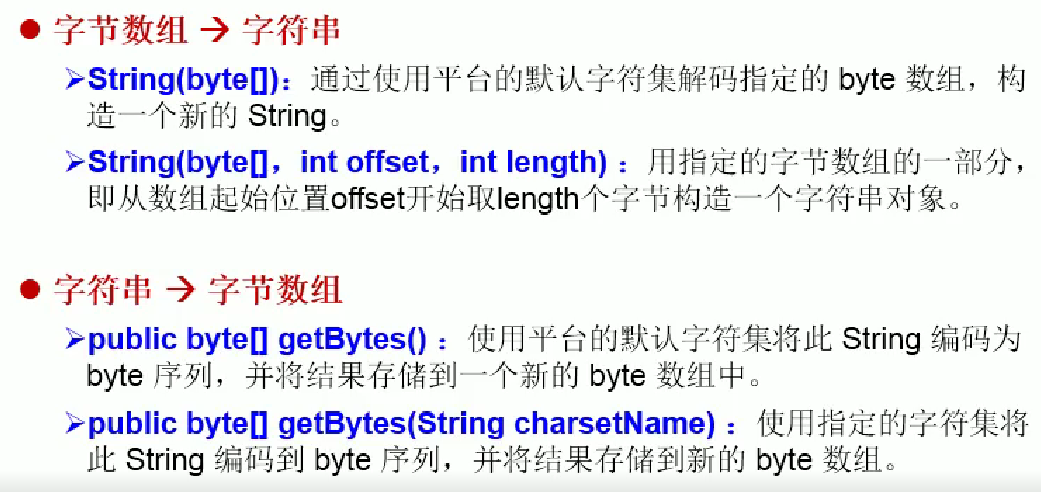 ● 字节数组 → 字符串
➢String(byte[])：通过使用平台的默认字符集解码指定的 byte 数组，构
造一个新的 String。
➢String(byte[]，int offset，int length) ：用指定的字节数组的一部分，
即从数组起始位置offset开始取length个字节构造一个字符串对象。
● 字符串 → 字节数组
➢public byte[] getBytes() ：使用平台的默认字符集将此 String 编码为
byte 序列，并将结果存储到一个新的 byte 数组中。
➢public byte[] getBytes(String charsetName) ：使用指定的字符集将
此 String 编码到 byte 序列，并将结果存储到新的 byte 数组。